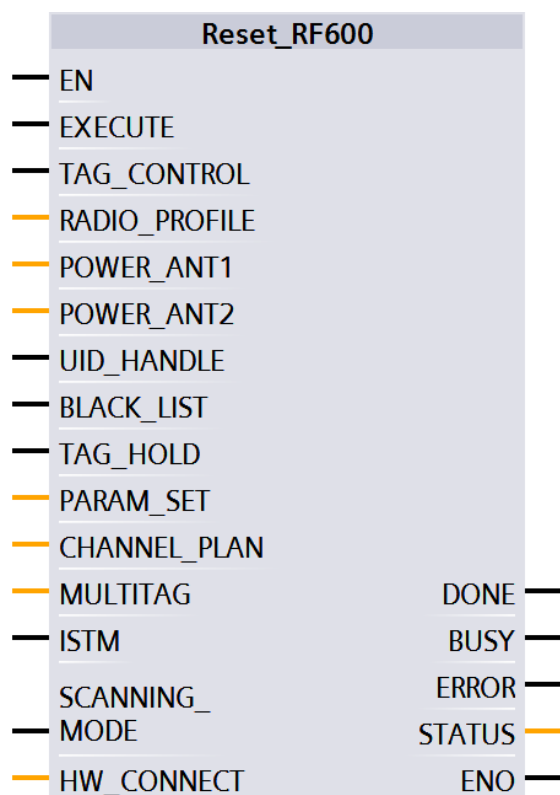 Reset_RF600
EN
EXECUTE
TAG_CONTROL
RADIO_PROFILE
POWER_ANT1
POWER_ANT2
UID_HANDLE
BLACK_LIST
TAG_HOLD
PARAM_SET
CHANNEL_PLAN
MULTITAG DONE
ISTM BUSY
ERROR
SCANNING_
MODE STATUS
HW_CONNECT ENO